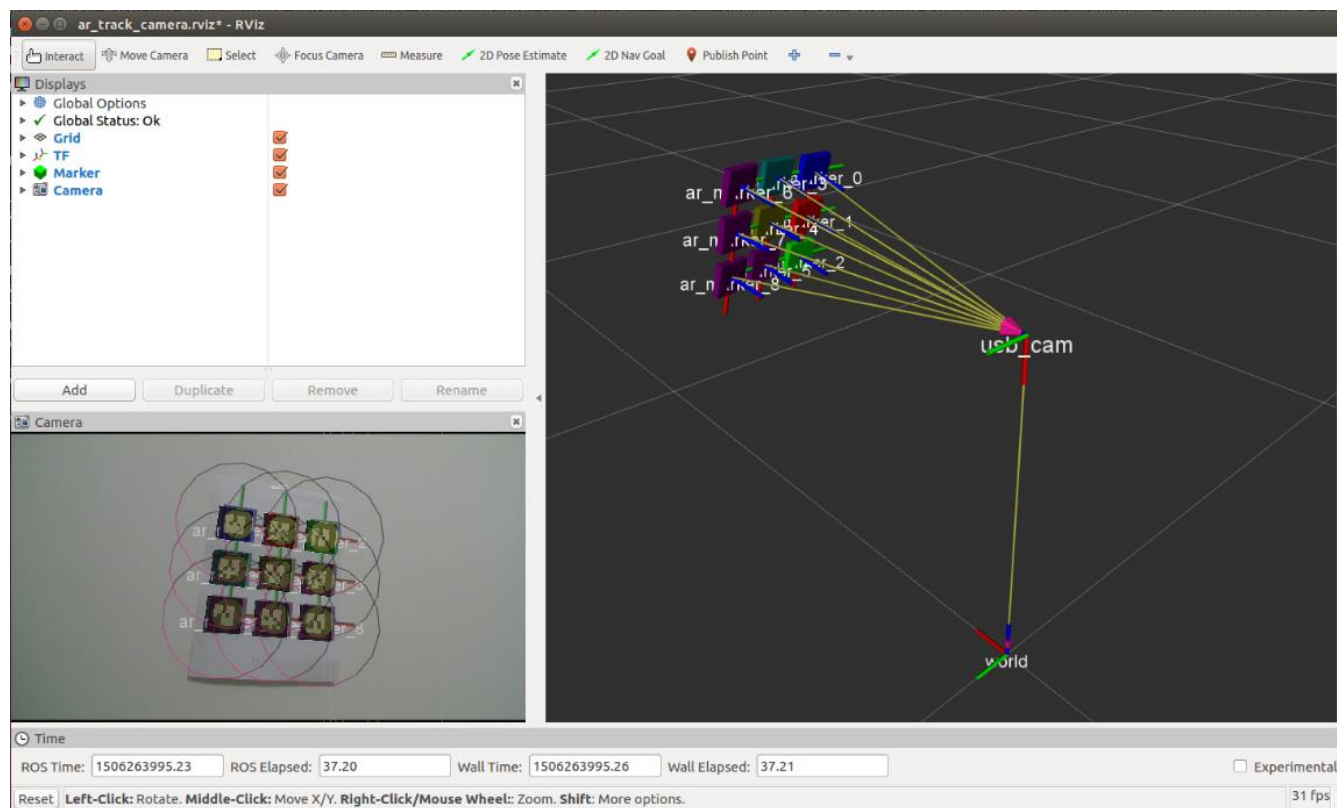 ar_track_camera.rviz* - RViz
Interact Move Camera Select Focus Camera Measure 2D Pose Estimate 2D Nav Goal Publish Point
Displays
Global Options
Global Status: Ok
Grid
TF
Marker
Camera
Add Duplicate Remove Rename
Camera
usb_cam
world
Time
ROS Time: 1506263995.23 ROS Elapsed: 37.20 Wall Time: 1506263995.26 Wall Elapsed: 37.21 Experimental
Reset Left-Click: Rotate. Middle-Click: Move X/Y. Right-Click/Mouse Wheel:: Zoom. Shift: More options. 31 fps